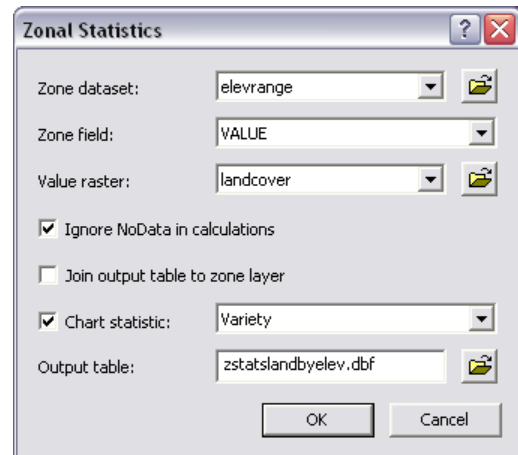 Zonal Statistics
?
Zone dataset: elevrange
Zone field: VALUE
Value raster: landcover
Ignore NoData in calculations
Join output table to zone layer
Chart statistic: Variety
Output table: zstatslandbyelev.dbf
OK Cancel